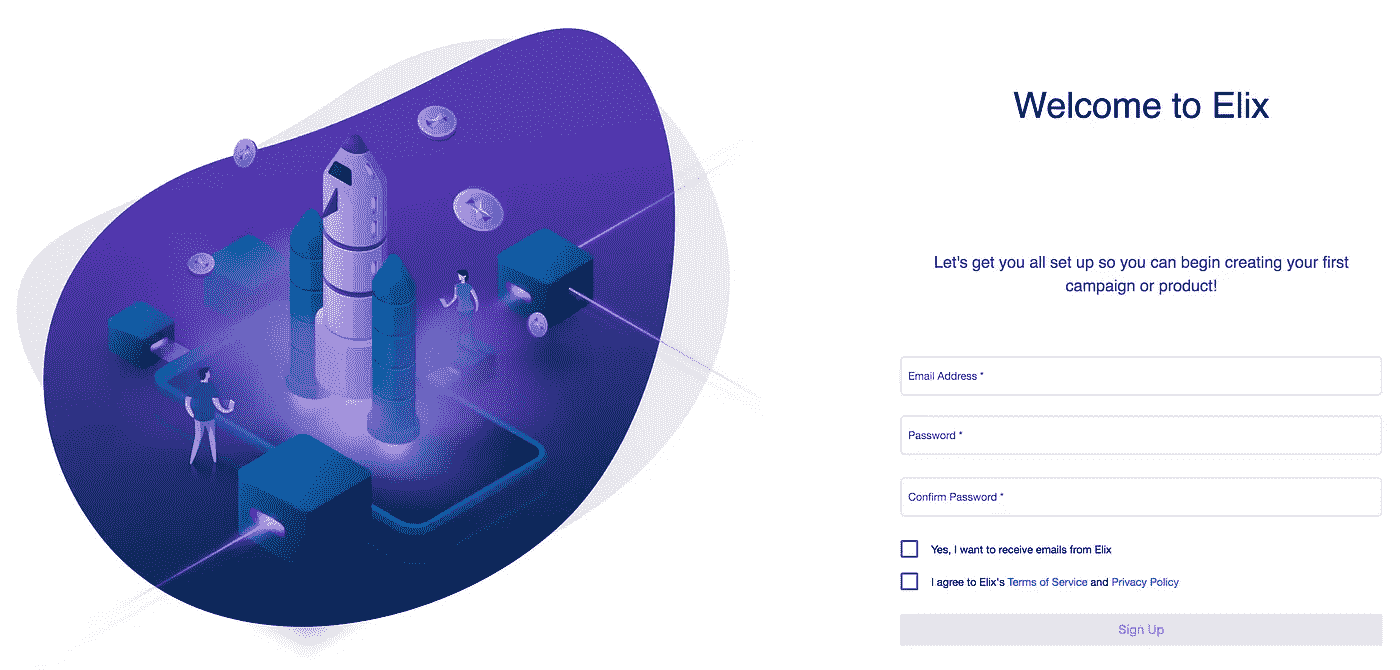 Welcome to Elix
Let's get you all set up so you can begin creating your first
campaign or product!
Email Address *
Password *
Confirm Password *
Yes, I want to receive emails from Elix
I agree to Elix's Terms of Service and Privacy Policy
Sign Up